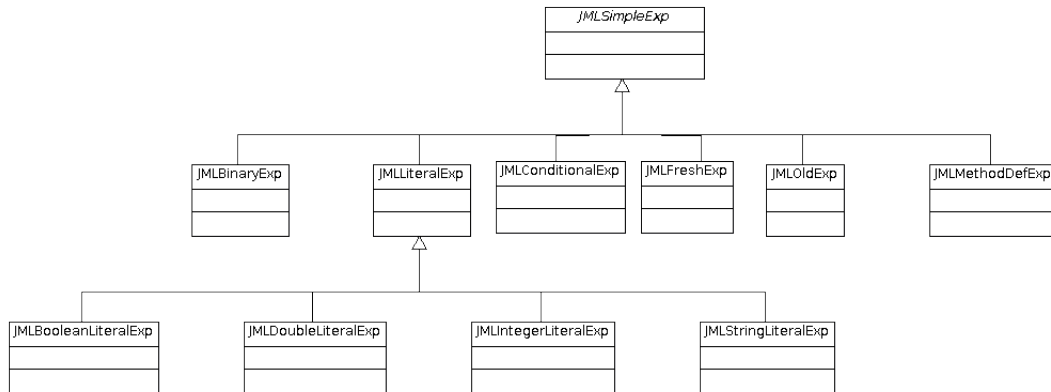 JMLSimpleExp
JMLBinaryExp
JMLLiteralExp
JMLConditionalExp
JMLFreshExp
JMLOldExp
JMLMethodDefExp
JMLBooleanLiteralExp
JMLDoubleLiteralExp
JMLIntegerLiteralExp
JMLStringLiteralExp